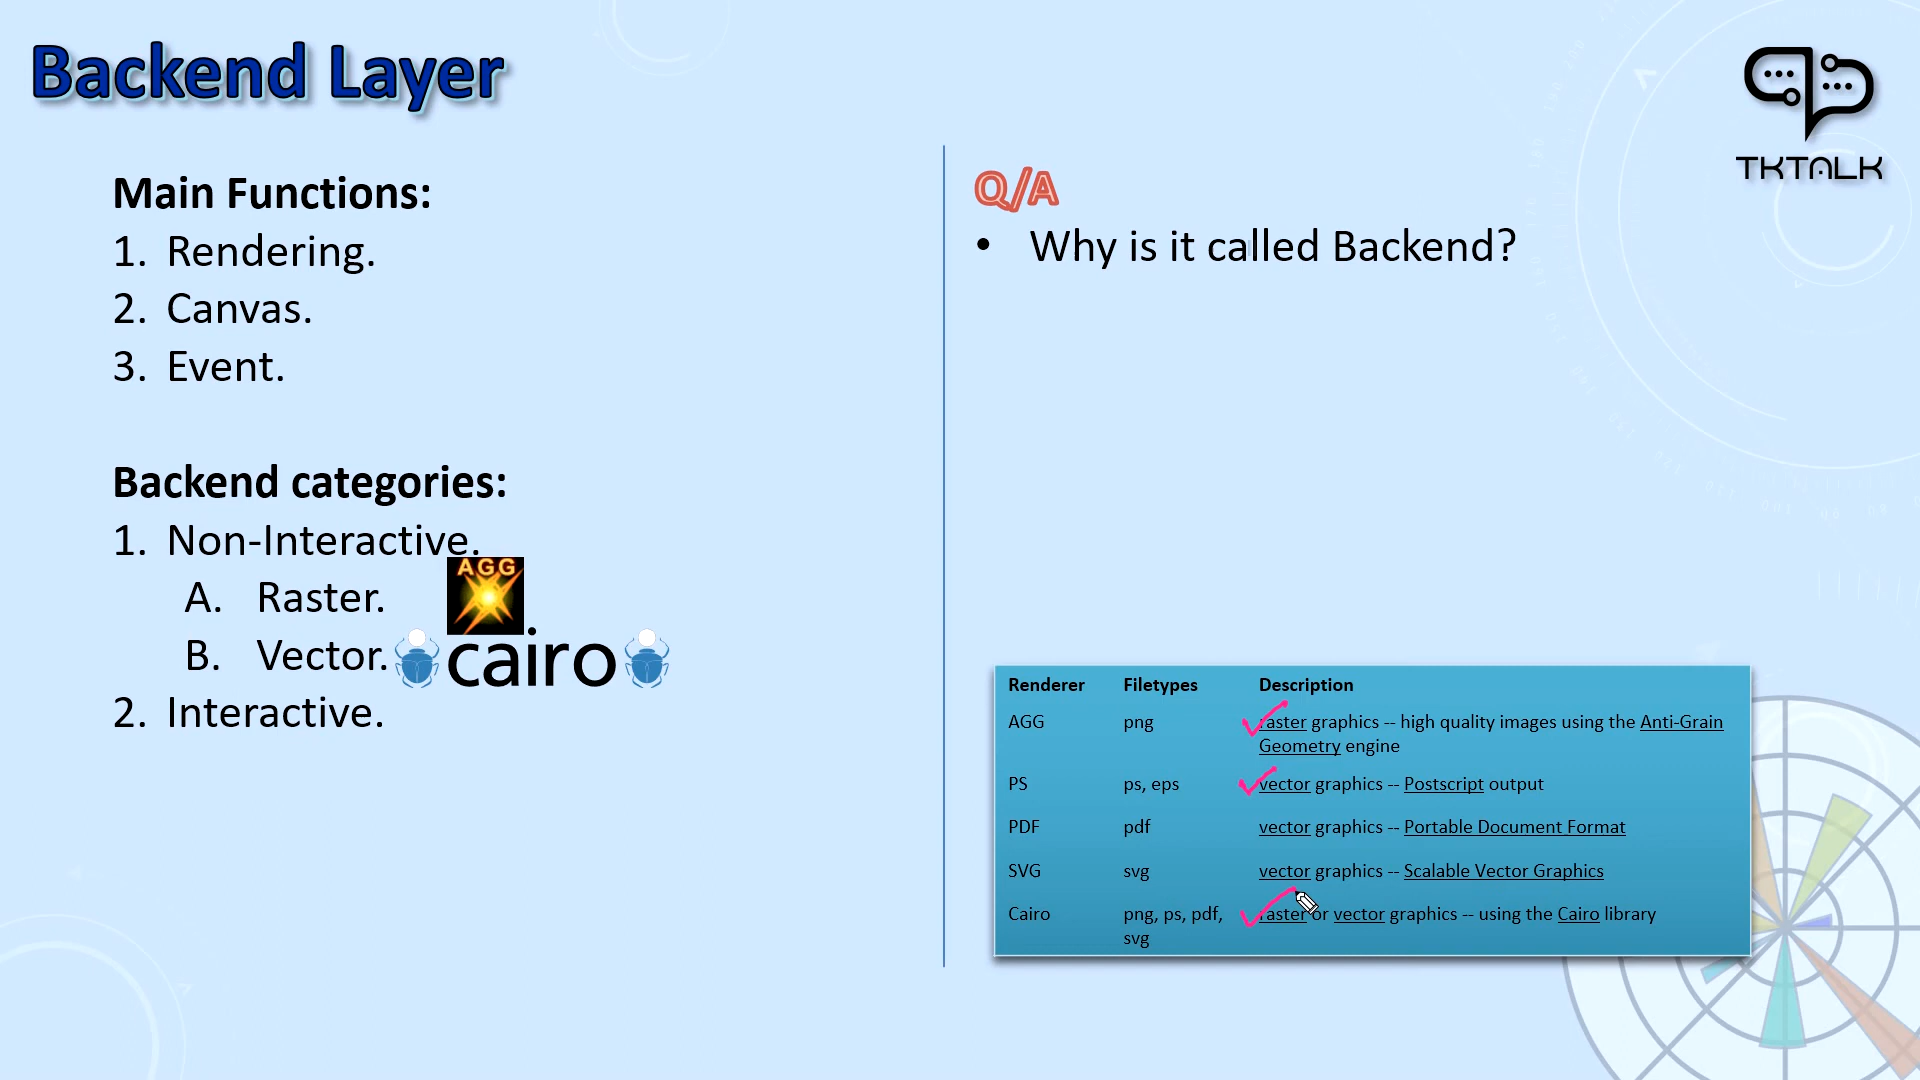 Backend Layer
TKTALK
Main Functions:
1. Rendering.
2. Canvas.
3. Event.
Backend categories:
1. Non-Interactive.
A. Raster.
AGG
B. Vector.
cairo
2. Interactive.
Q/A
• Why is it called Backend?
Renderer Filetypes Description
AGG png raster graphics -- high quality images using the Anti-Grain
Geometry engine
PS ps, eps vector graphics -- Postscript output
PDF pdf vector graphics -- Portable Document Format
SVG svg vector graphics -- Scalable Vector Graphics
Cairo png, ps, pdf, raster or vector graphics -- using the Cairo library
svg